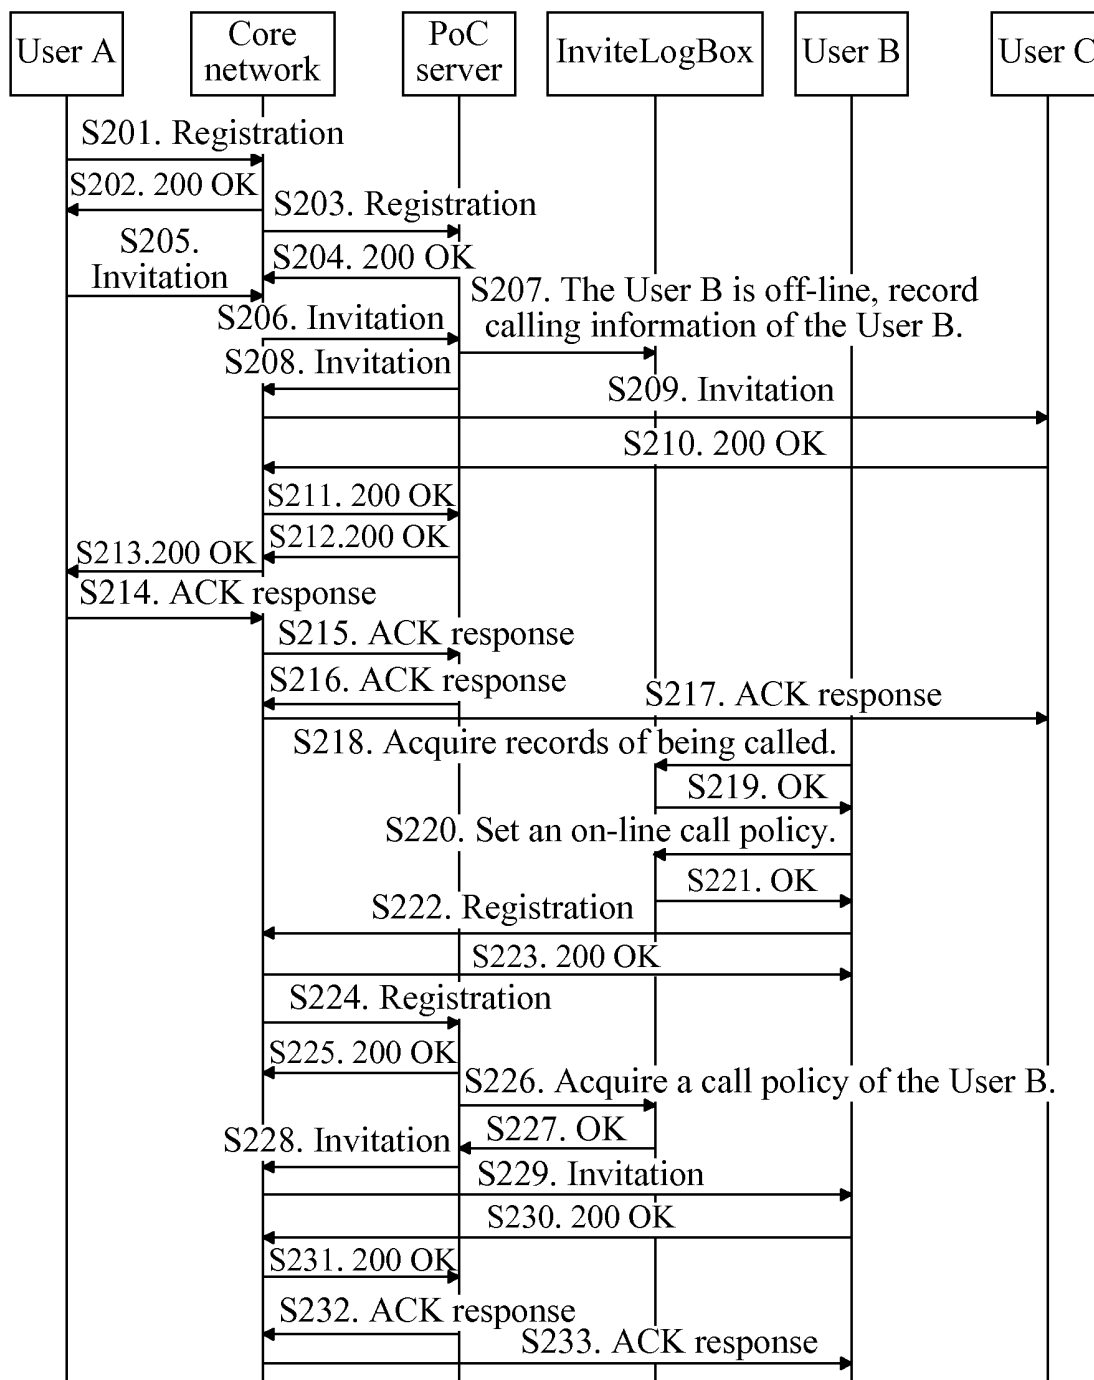 User A
Core
network
PoC
server
InviteLogBox
User B
User C
S201. Registration
S202. 200 OK
S203. Registration
S205.
Invitation
S204. 200 OK
S207. The User B is off-line, record
calling information of the User B.
S206. Invitation
S208. Invitation
S209. Invitation
S210. 200 OK
S211. 200 OK
S212.200 OK
S213.200 OK
S214. ACK response
S215. ACK response
S216. ACK response
S217. ACK response
S218. Acquire records of being called.
S219. OK
S220. Set an on-line call policy.
S221. OK
S222. Registration
S223. 200 OK
S224. Registration
S225. 200 OK
S226. Acquire a call policy of the User B.
S227. OK
S228. Invitation
S229. Invitation
S230. 200 OK
S231. 200 OK
S232. ACK response
S233. ACK response